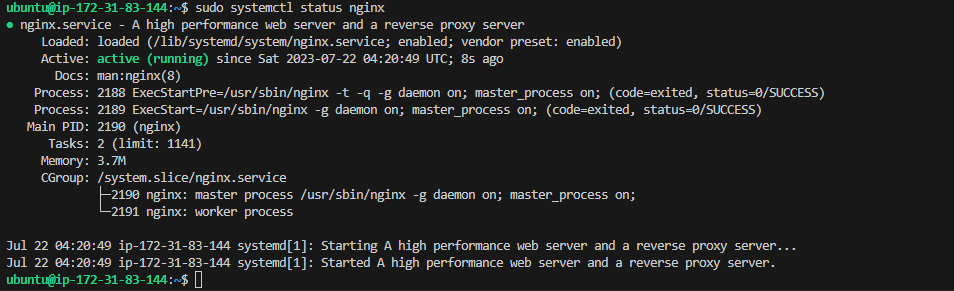 ubuntu@ip-172-31-83-144:~$ sudo systemctl status nginx
● nginx.service - A high performance web server and a reverse proxy server
     Loaded: loaded (/lib/systemd/system/nginx.service; enabled; vendor preset: enabled)
     Active: active (running) since Sat 2023-07-22 04:20:49 UTC; 8s ago
       Docs: man:nginx(8)
    Process: 2188 ExecStartPre=/usr/sbin/nginx -t -q -g daemon on; master_process on; (code=exited, status=0/SUCCESS)
    Process: 2189 ExecStart=/usr/sbin/nginx -g daemon on; master_process on; (code=exited, status=0/SUCCESS)
   Main PID: 2190 (nginx)
      Tasks: 2 (limit: 1141)
     Memory: 3.7M
     CGroup: /system.slice/nginx.service
             ├─2190 nginx: master process /usr/sbin/nginx -g daemon on; master_process on;
             └─2191 nginx: worker process

Jul 22 04:20:49 ip-172-31-83-144 systemd[1]: Starting A high performance web server and a reverse proxy server...
Jul 22 04:20:49 ip-172-31-83-144 systemd[1]: Started A high performance web server and a reverse proxy server.
ubuntu@ip-172-31-83-144:~$